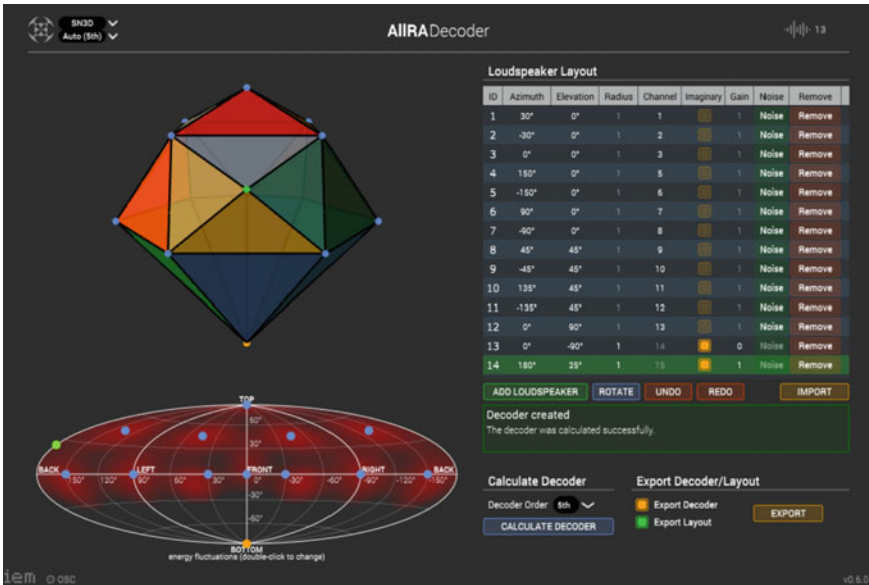 SN3D
Auto (5th)
AllRADecoder
13
Loudspeaker Layout
ID Azimuth Elevation Radius Channel Imaginary Gain Noise Remove
1 30° 0° 1 1 1 Noise Remove
2 -30° 0° 1 2 1 Noise Remove
3 0° 0° 1 3 1 Noise Remove
4 150° 0° 1 5 1 Noise Remove
5 -150° 0° 1 6 1 Noise Remove
6 90° 0° 1 7 1 Noise Remove
7 -90° 0° 1 8 1 Noise Remove
8 45° 45° 1 9 1 Noise Remove
9 -45° 45° 1 10 1 Noise Remove
10 135° 45° 1 11 1 Noise Remove
11 -135° 45° 1 12 1 Noise Remove
12 0° 90° 1 13 1 Noise Remove
13 0° -90° 1 14 0 Noise Remove
14 180° 25° 1 15 1 Noise Remove
ADD LOUDSPEAKER ROTATE UNDO REDO IMPORT
Decoder created
The decoder was calculated successfully.
TOP
60°
30°
BACK LEFT FRONT RIGHT BACK
150° 120° 90° 60° 30° 0° -30° -60° -90° -120° -150°
-30°
-60°
BOTTOM
energy fluctuations (double-click to change)
Calculate Decoder
Decoder Order 5th
CALCULATE DECODER
Export Decoder/Layout
Export Decoder
Export Layout
EXPORT
iem OSC
v0.6.0